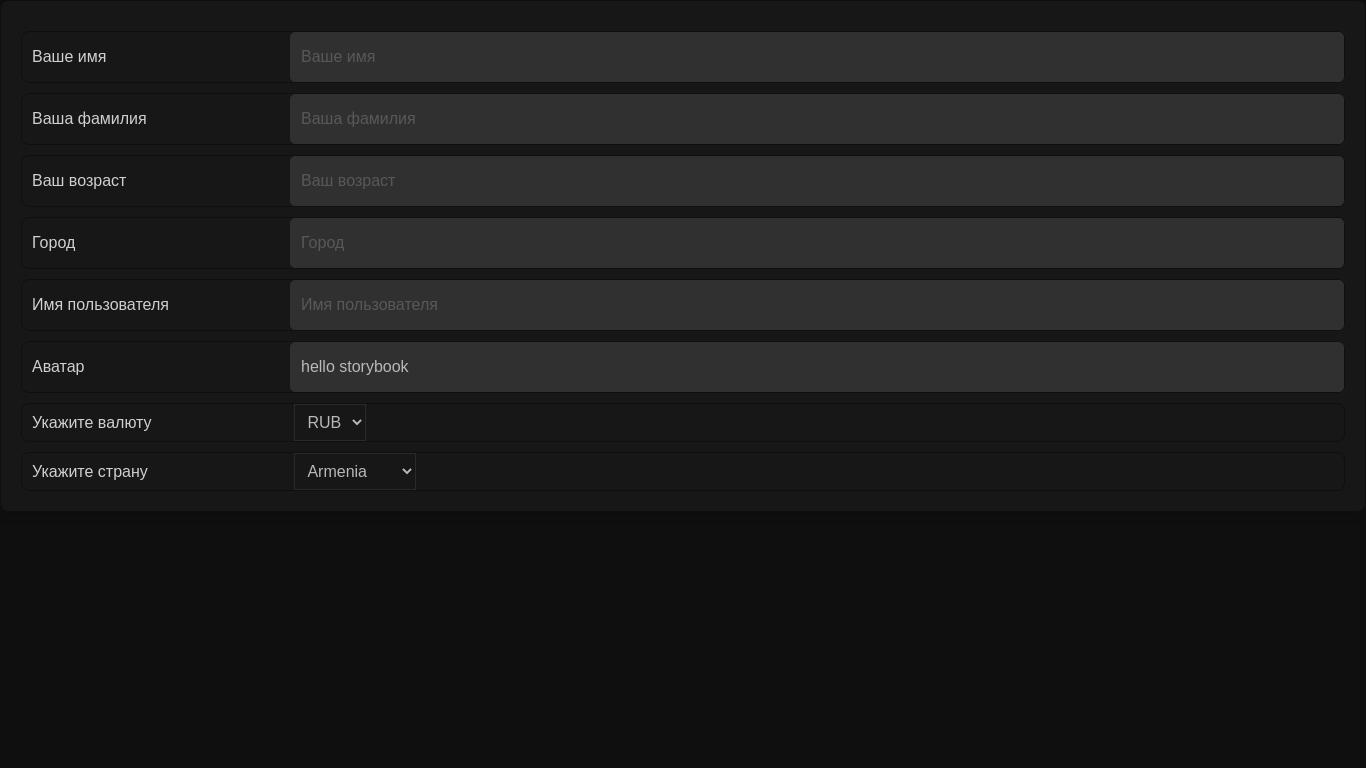 Ваше имя Ваше имя
Ваша фамилия Ваша фамилия
Ваш возраст Ваш возраст
Город Город
Имя пользователя Имя пользователя
Аватар hello storybook
Укажите валюту RUB
Укажите страну Armenia